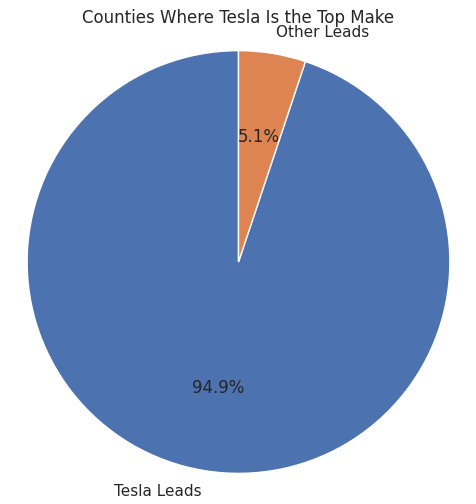 Counties Where Tesla Is the Top Make
Other Leads
5.1%
94.9%
Tesla Leads